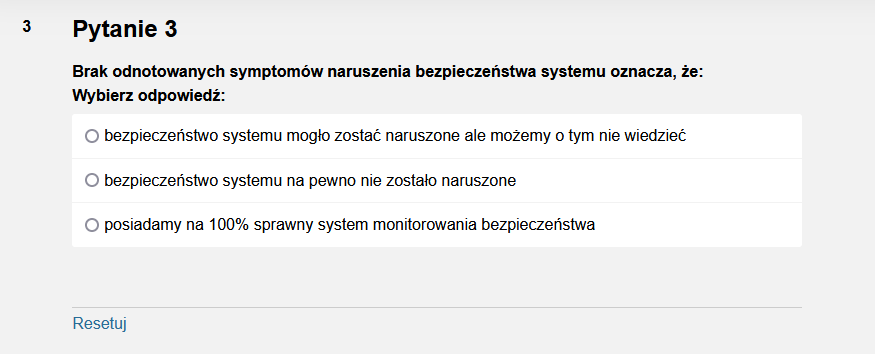 3
Pytanie 3
Brak odnotowanych symptomów naruszenia bezpieczeństwa systemu oznacza, że:
Wybierz odpowiedź:
bezpieczeństwo systemu mogło zostać naruszone ale możemy o tym nie wiedzieć
bezpieczeństwo systemu na pewno nie zostało naruszone
posiadamy na 100% sprawny system monitorowania bezpieczeństwa
Resetuj